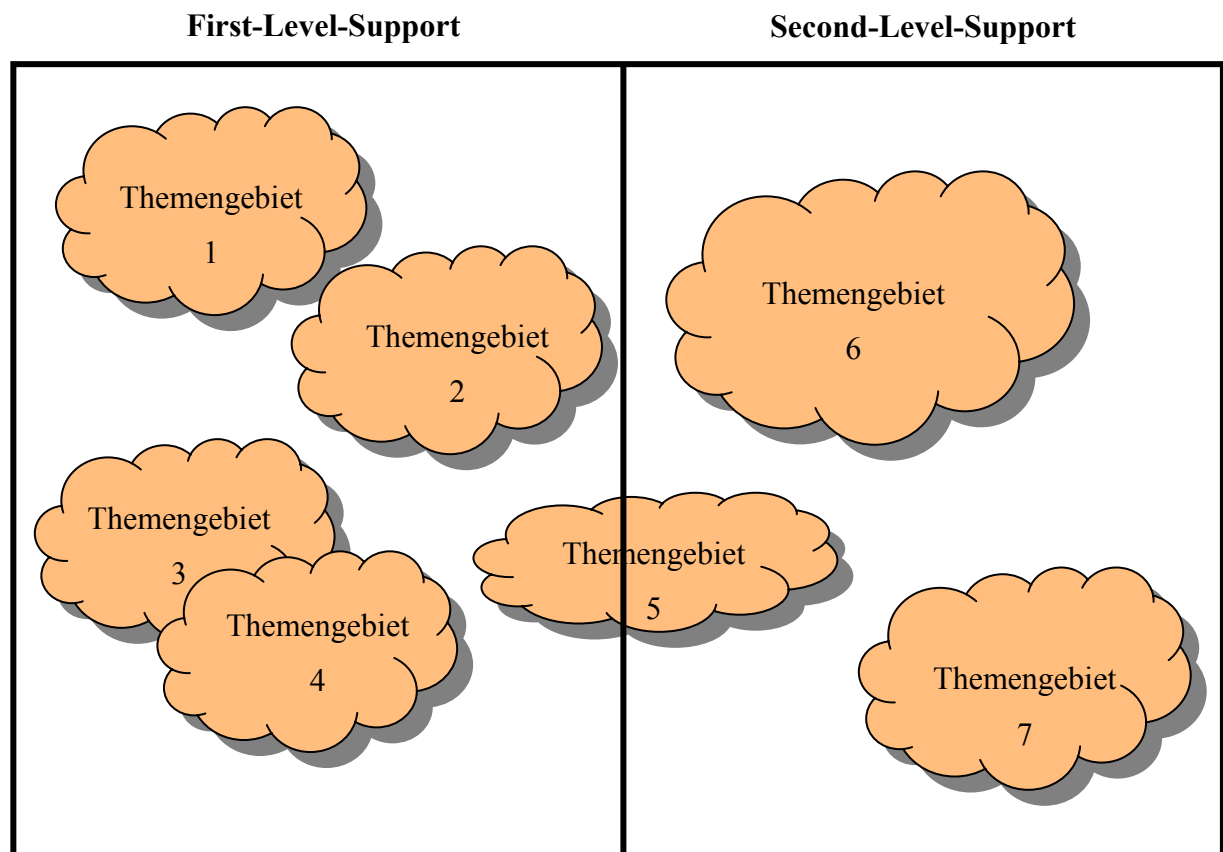 First-Level-Support
Second-Level-Support
Themengebiet
1
Themengebiet
2
Themengebiet
3
Themengebiet
4
Themengebiet
5
Themengebiet
6
Themengebiet
7